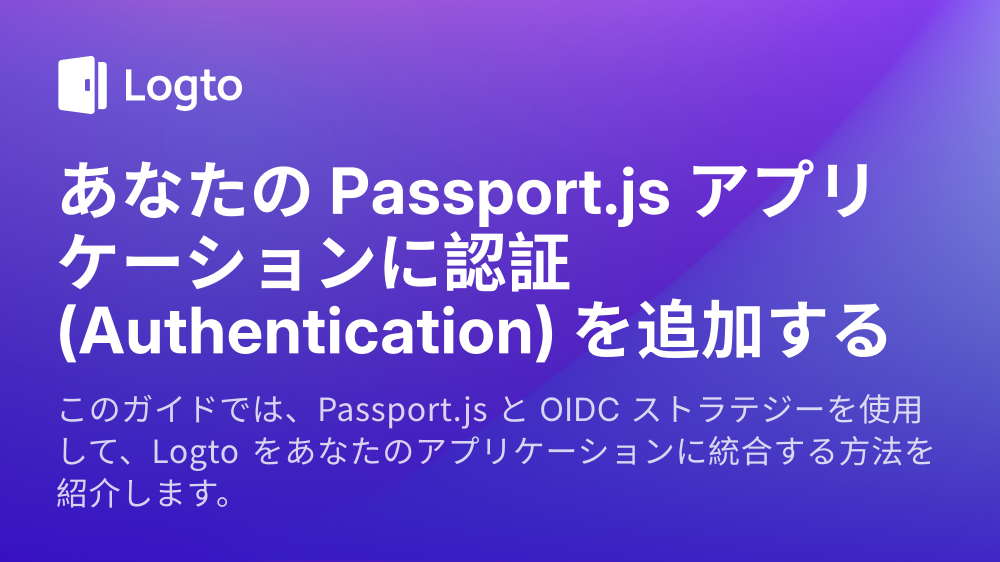 Logto
あなたの Passport.js アプリ
ケーションに認証
(Authentication) を追加する
このガイドでは、Passport.js と OIDC ストラテジーを使用
して、Logto をあなたのアプリケーションに統合する方法を
紹介します。